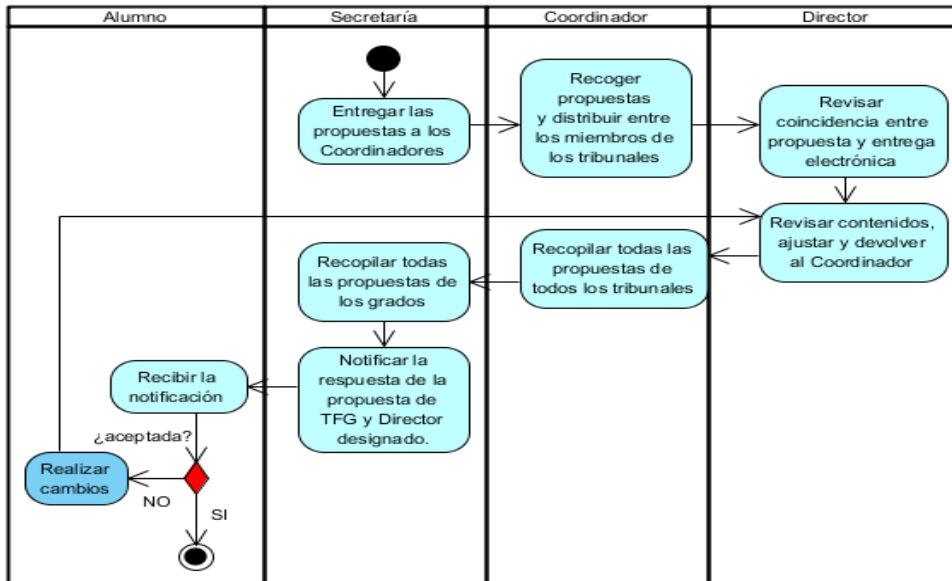 Alumno
Secretaría
Coordinador
Director
Entregar las
propuestas a los
Coordinadores
Recoger
propuestas
y distribuir entre
los miembros de
los tribunales
Revisar
coincidencia entre
propuesta y entrega
electrónica
Revisar contenidos,
ajustar y devolver
al Coordinador
Recopilar todas las
propuestas de
todos los tribunales
Recopilar todas
las propuestas de
los grados
Notificar la
respuesta de la
propuesta de
TFG y Director
designado.
Recibir la
notificación
¿aceptada?
Realizar
cambios
NO
SI